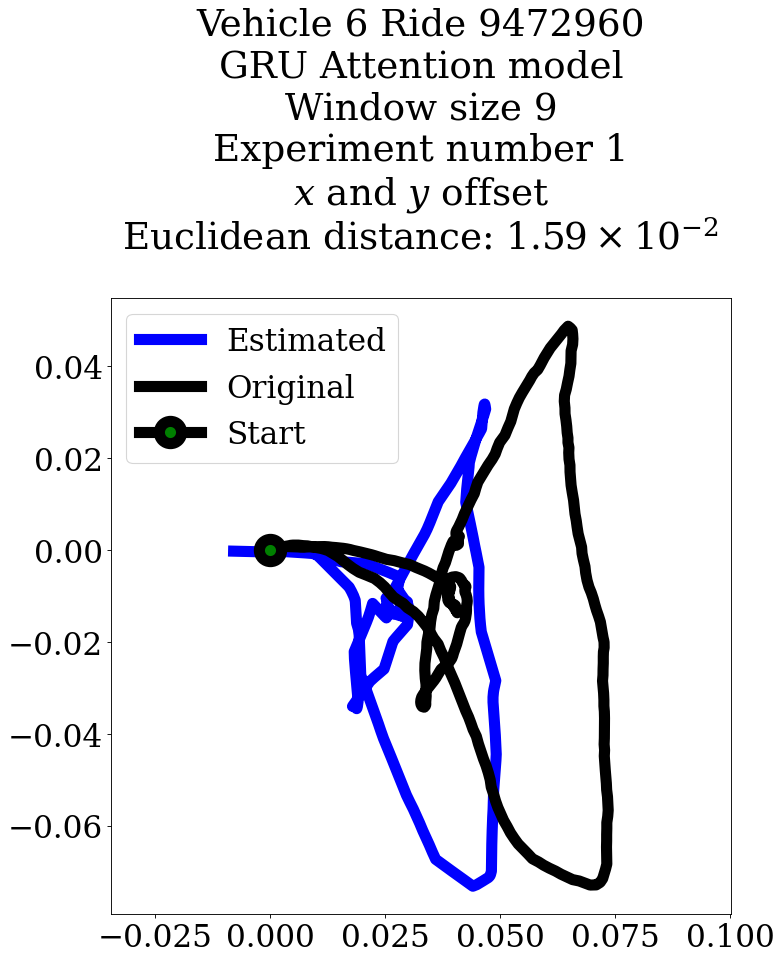 Vehicle 6 Ride 9472960
GRU Attention model
Window size 9
Experiment number 1
x and y offset
Euclidean distance: 1.59 × 10⁻²
Estimated
Original
Start
0.04
0.02
0.00
−0.02
−0.04
−0.06
−0.025 0.000 0.025 0.050 0.075 0.100